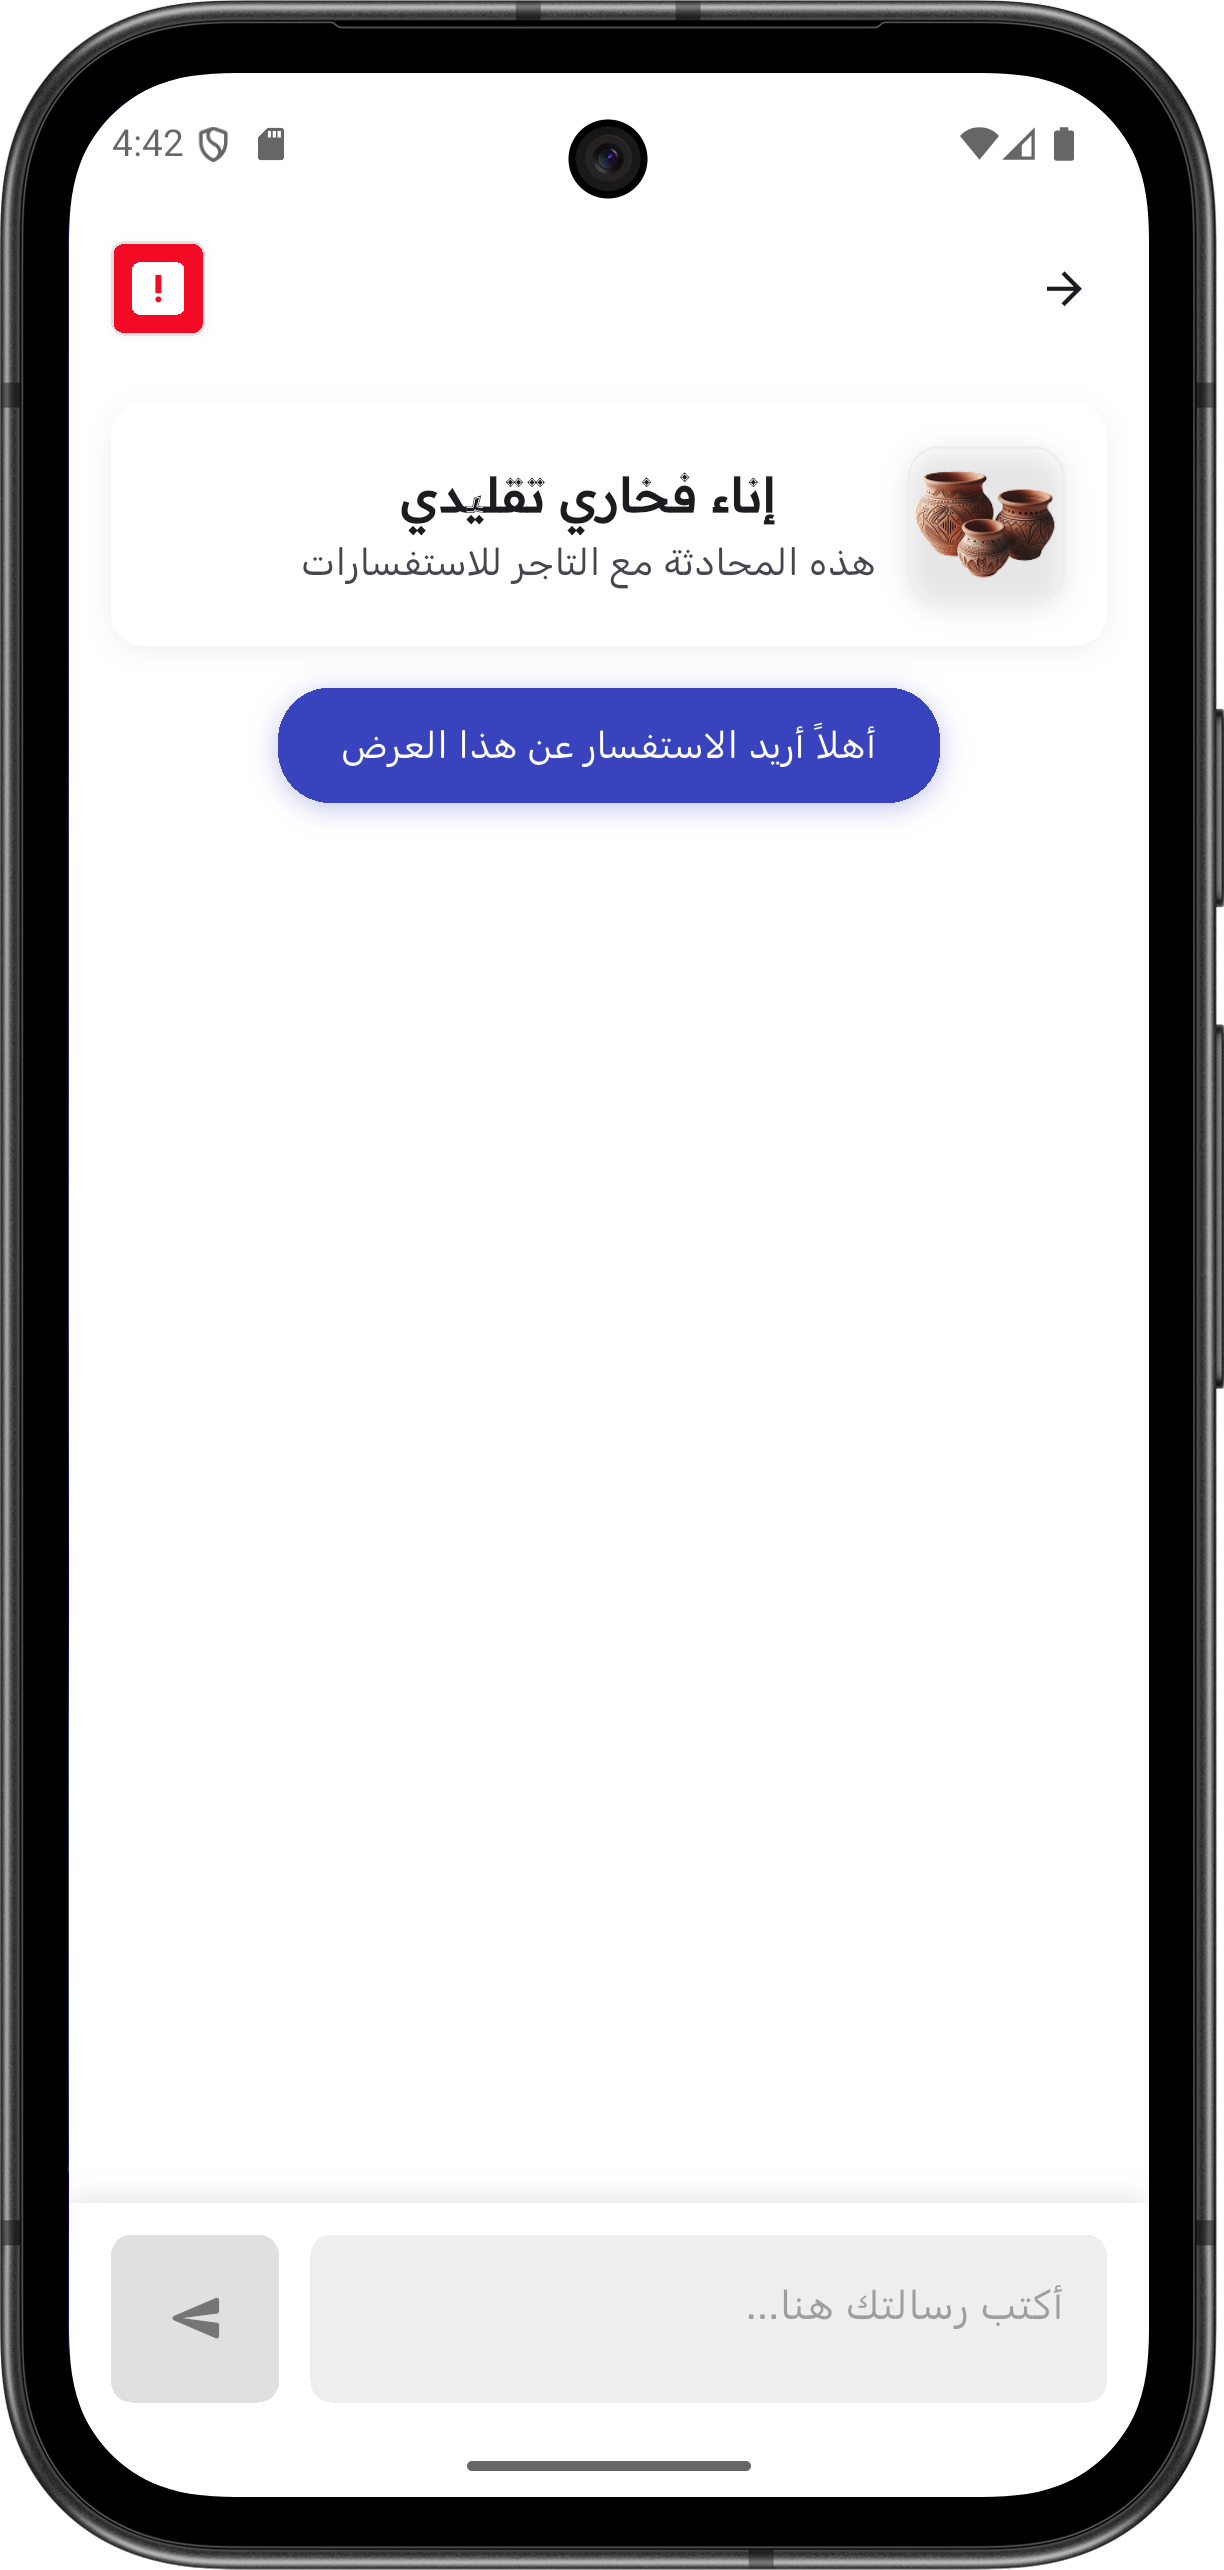 4:42
!
إناء فخاري تقليدي
هذه المحادثة مع التاجر للاستفسارات
أهلاً أريد الاستفسار عن هذا العرض
أكتب رسالتك هنا...